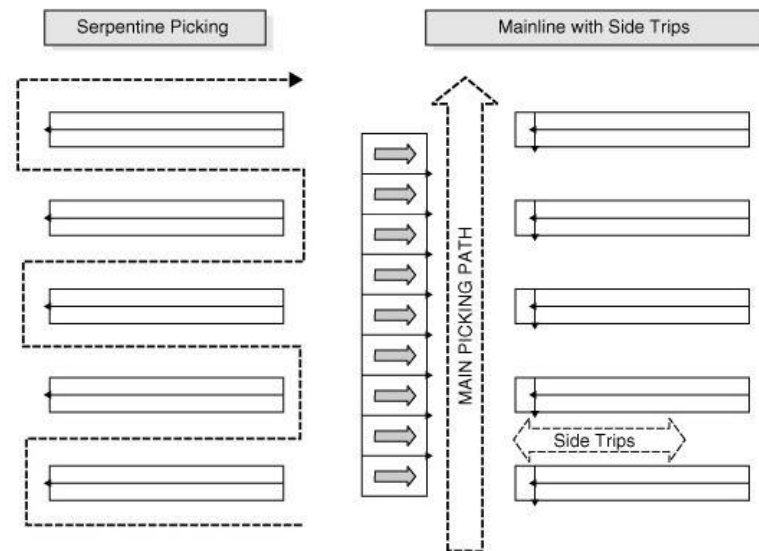 Serpentine Picking
Mainline with Side Trips
MAIN PICKING PATH
Side Trips